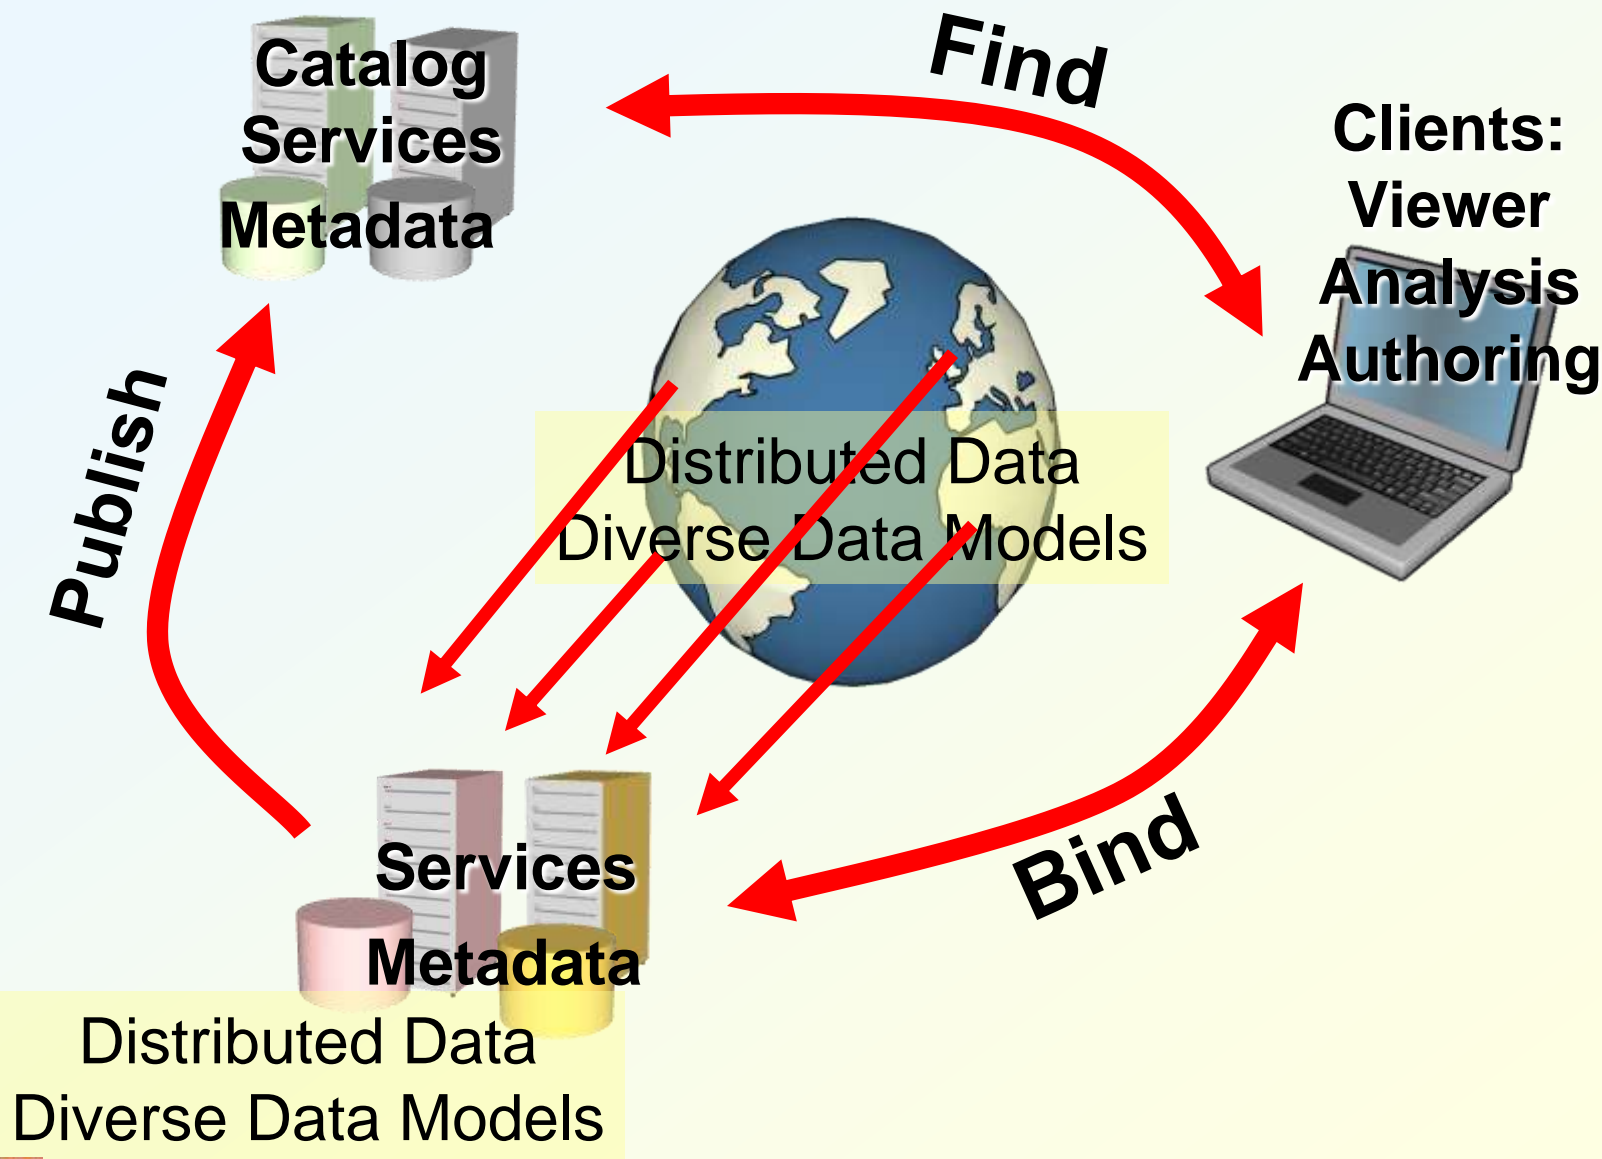 Catalog
Services
Metadata
Find
Clients:
Viewer
Analysis
Authoring
Publish
Distributed Data
Diverse Data Models
Bind
Services
Metadata
Distributed Data
Diverse Data Models